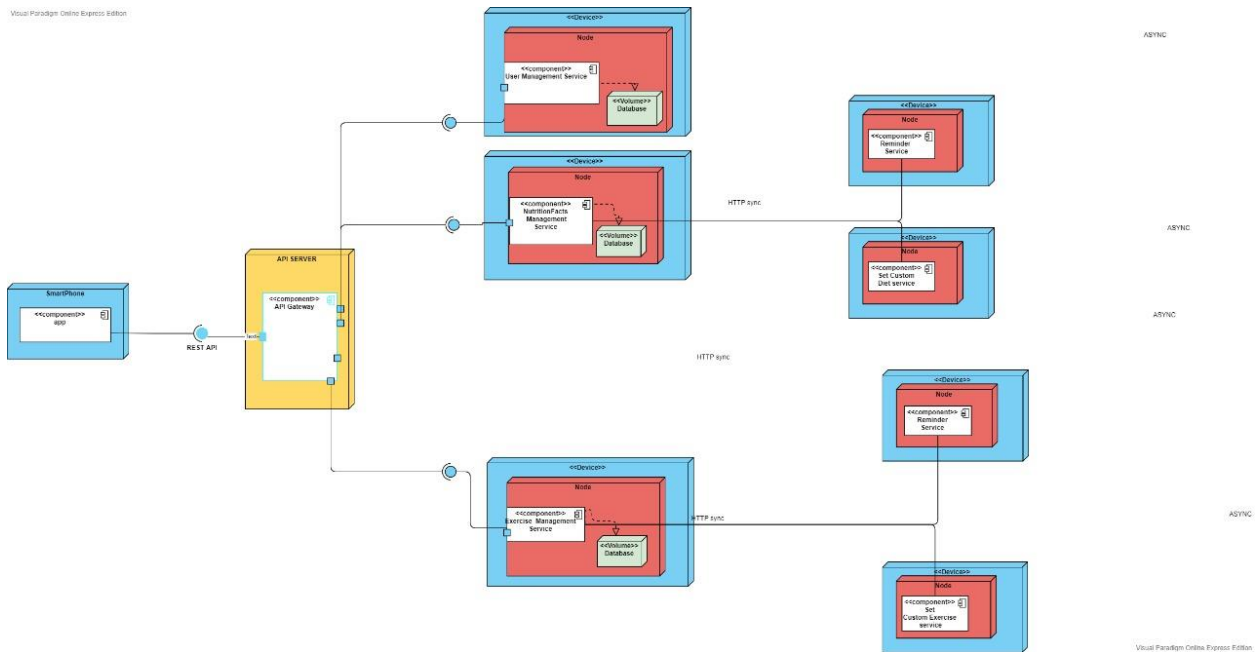 Visual Paradigm Online Express Edition
<<Device>>
Node
<<component>>
User Management Service
<<Volume>>
Database
ASYNC
<<Device>>
Node
<<component>>
Reminder
Service
<<Device>>
Node
<<component>>
NutritionFacts
Management
Service
<<Volume>>
Database
HTTP sync
ASYNC
<<Device>>
Node
<<component>>
Set Custom
Diet service
API SERVER
<<component>>
API Gateway
SmartPhone
<<component>>
app
REST API
ASYNC
HTTP sync
<<Device>>
Node
<<component>>
Reminder
Service
<<Device>>
Node
<<component>>
Exercise Management
Service
<<Volume>>
Database
HTTP sync
ASYNC
<<Device>>
Node
<<component>>
Set
Custom Exercise
service
Visual Paradigm Online Express Edition